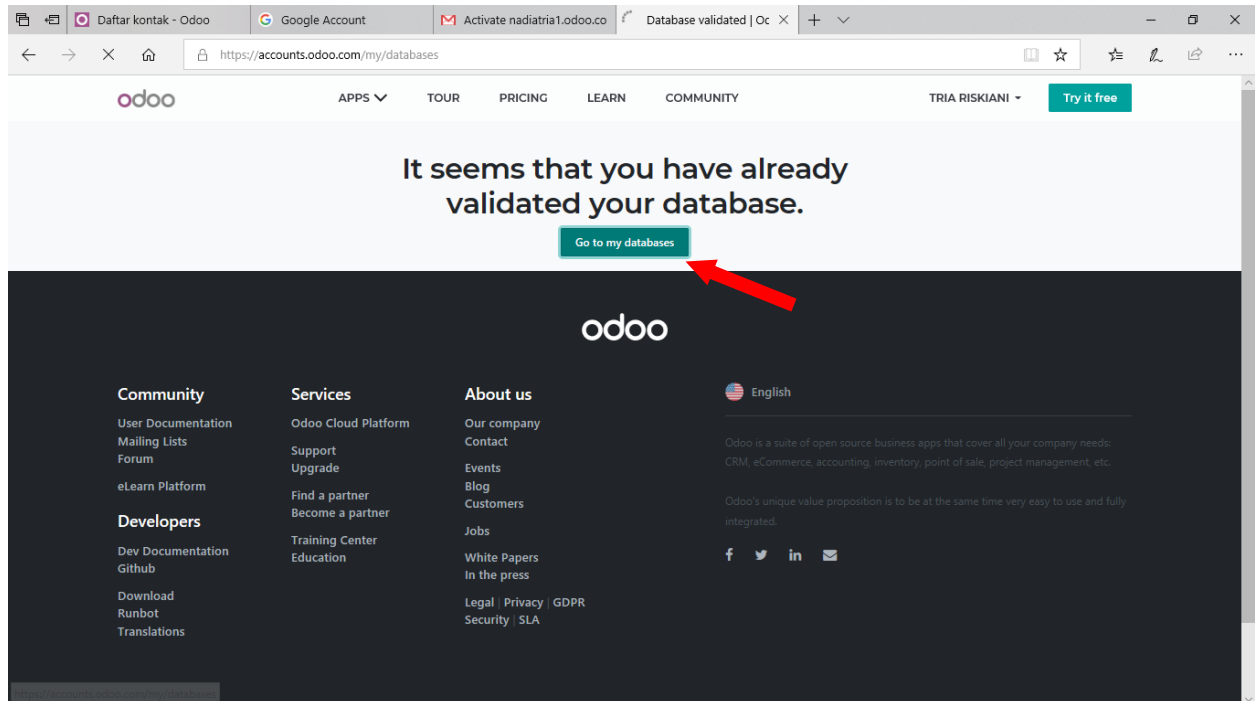 Daftar kontak - Odoo
Google Account
Activate nadiatria1.odoo.co
Database validated | Oc
https://accounts.odoo.com/my/databases
odoo
APPS
TOUR
PRICING
LEARN
COMMUNITY
TRIA RISKIANI
Try it free
It seems that you have already
validated your database.
Go to my databases
odoo
Community
User Documentation
Mailing Lists
Forum
eLearn Platform
Developers
Dev Documentation
Github
Download
Runbot
Translations
Services
Odoo Cloud Platform
Support
Upgrade
Find a partner
Become a partner
Training Center
Education
About us
Our company
Contact
Events
Blog
Customers
Jobs
White Papers
In the press
Legal | Privacy | GDPR
Security | SLA
English
Odoo is a suite of open source business apps that cover all your company needs:
CRM, eCommerce, accounting, inventory, point of sale, project management, etc.
Odoo's unique value proposition is to be at the same time very easy to use and fully
integrated.
https://accounts.odoo.com/my/databases